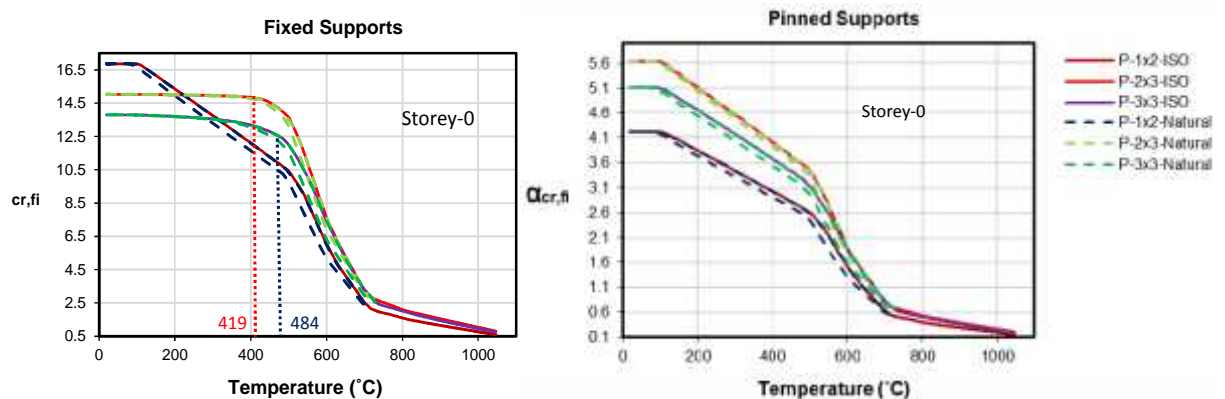 Fixed Supports
16.5
14.5
12.5
10.5
8.5
6.5
4.5
2.5
0.5
cr,fi
Storey-0
419
484
0 200 400 600 800 1000
Temperature (˚C)
Pinned Supports
5.6
5.1
4.6
4.1
3.6
3.1
2.6
2.1
1.6
1.1
0.6
0.1
αcr,fi
Storey-0
0 200 400 600 800 1000
Temperature (˚C)
P-1x2-ISO
P-2x3-ISO
P-3x3-ISO
P-1x2-Natural
P-2x3-Natural
P-3x3-Natural